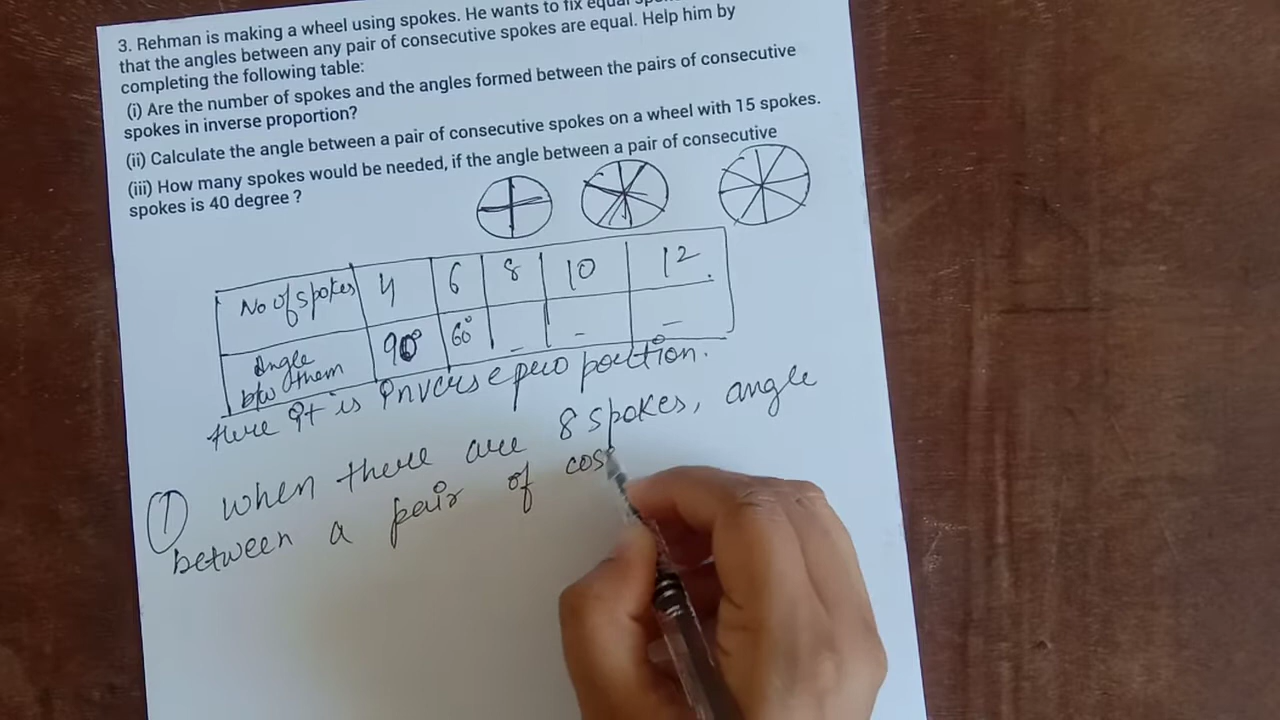 3. Rehman is making a wheel using spokes. He wants to fix equal
that the angles between any pair of consecutive spokes are equal. Help him by
completing the following table:
(i) Are the number of spokes and the angles formed between the pairs of consecutive
spokes in inverse proportion?
(ii) Calculate the angle between a pair of consecutive spokes on a wheel with 15 spokes.
(iii) How many spokes would be needed, if the angle between a pair of consecutive
spokes is 40 degree ?
No of spokes 4 6 8 10 12
Angle b/w them 90° 60° _ _ _
here it is inverse proportion.
① when there are 8 spokes, angle
between a pair of cos